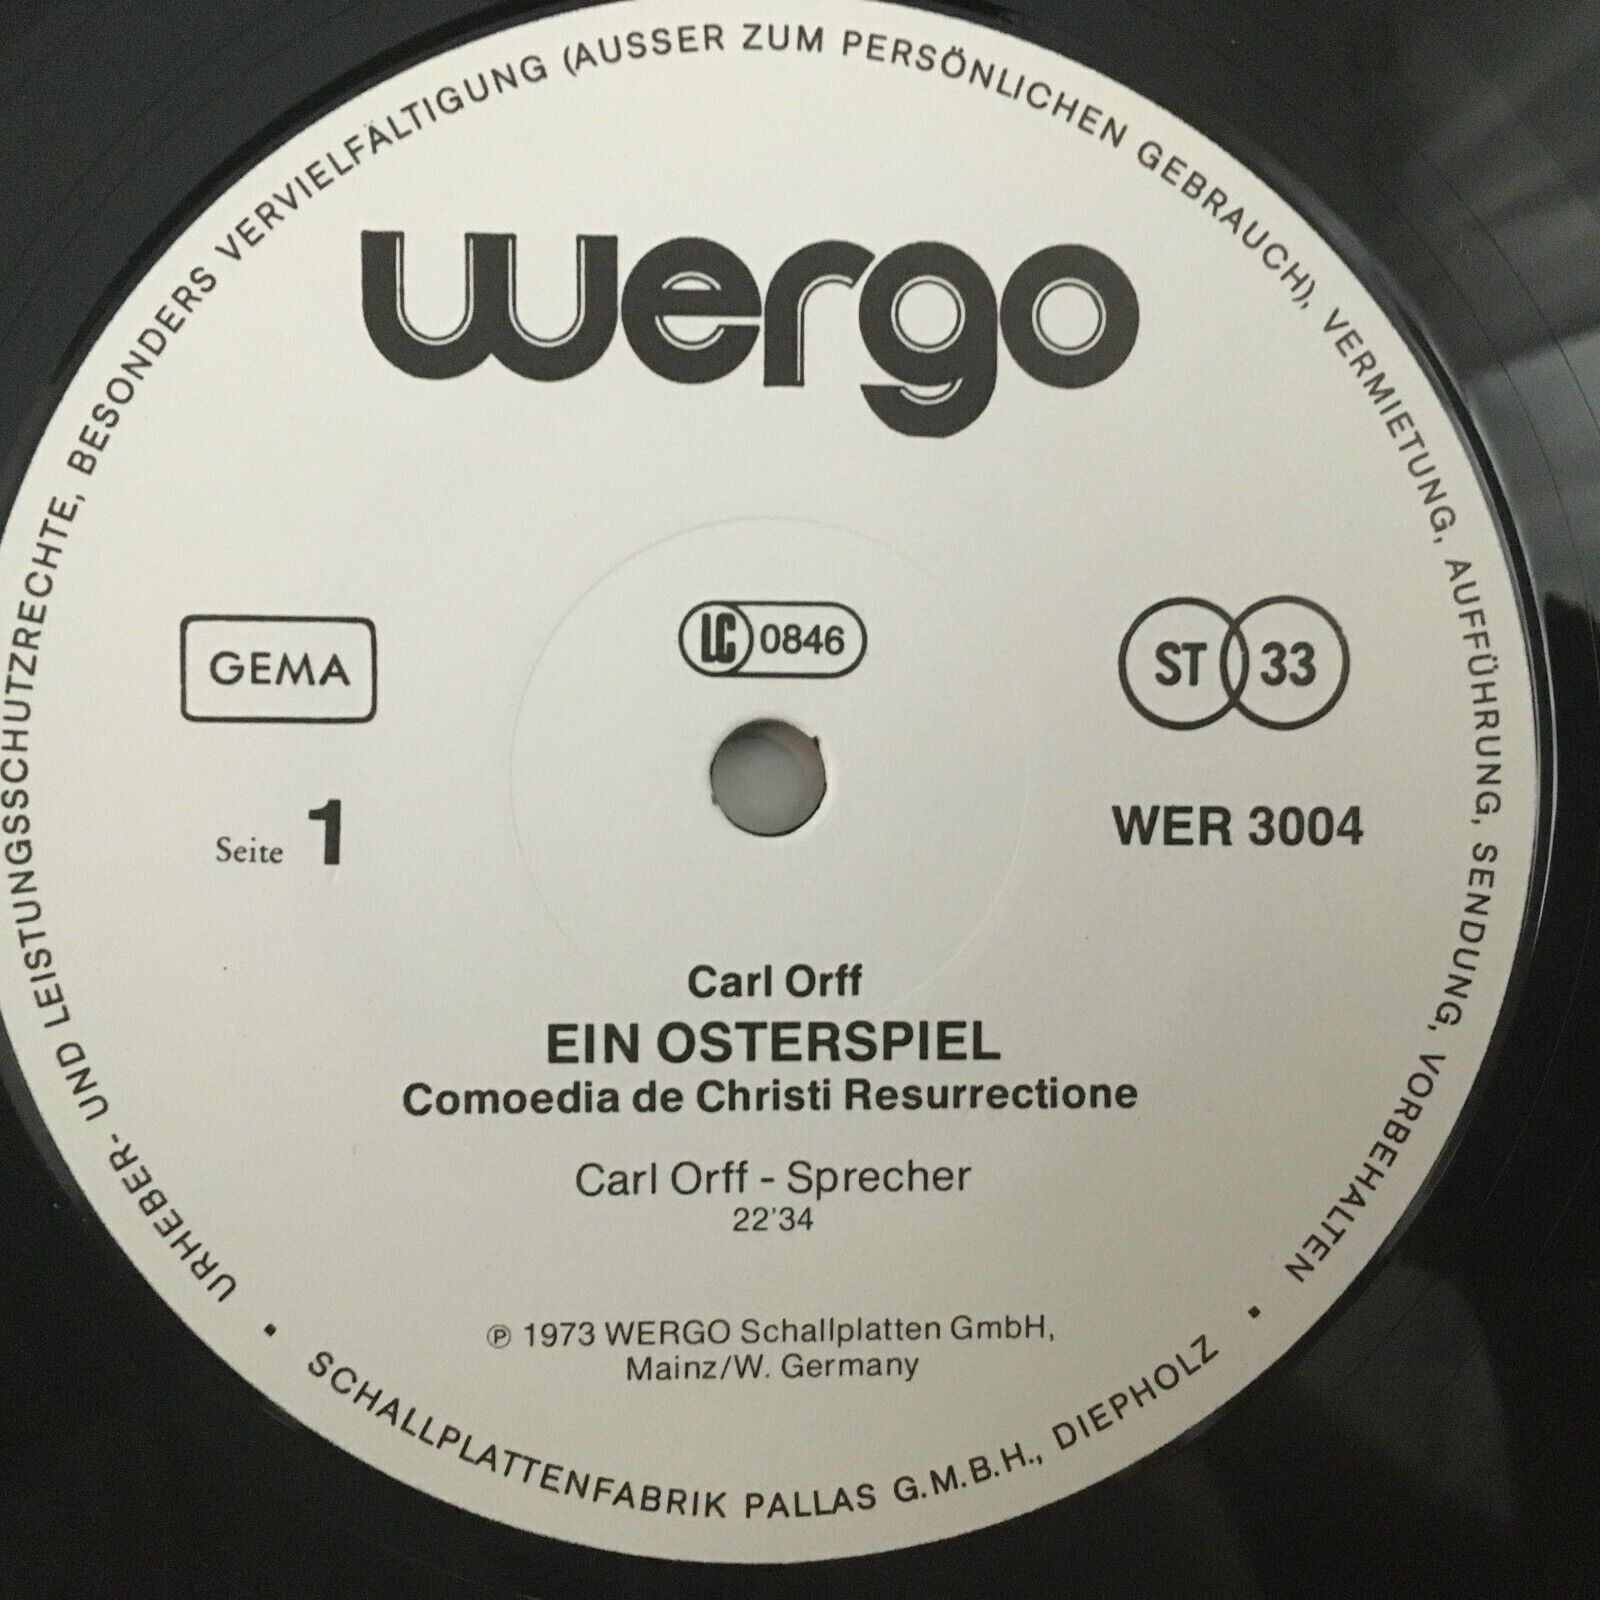 URHEBER- UND LEISTUNGSSCHUTZRECHTE, BESONDERS VERVIELFÄLTIGUNG (AUSSER ZUM PERSÖNLICHEN GEBRAUCH), VERMIETUNG, AUFFÜHRUNG, SENDUNG, VORBEHALTEN
wergo
GEMA
LC 0846
ST 33
Seite 1
WER 3004
Carl Orff
EIN OSTERSPIEL
Comoedia de Christi Resurrectione
Carl Orff - Sprecher
22'34
℗ 1973 WERGO Schallplatten GmbH,
Mainz/W. Germany
• SCHALLPLATTENFABRIK PALLAS G.M.B.H., DIEPHOLZ •